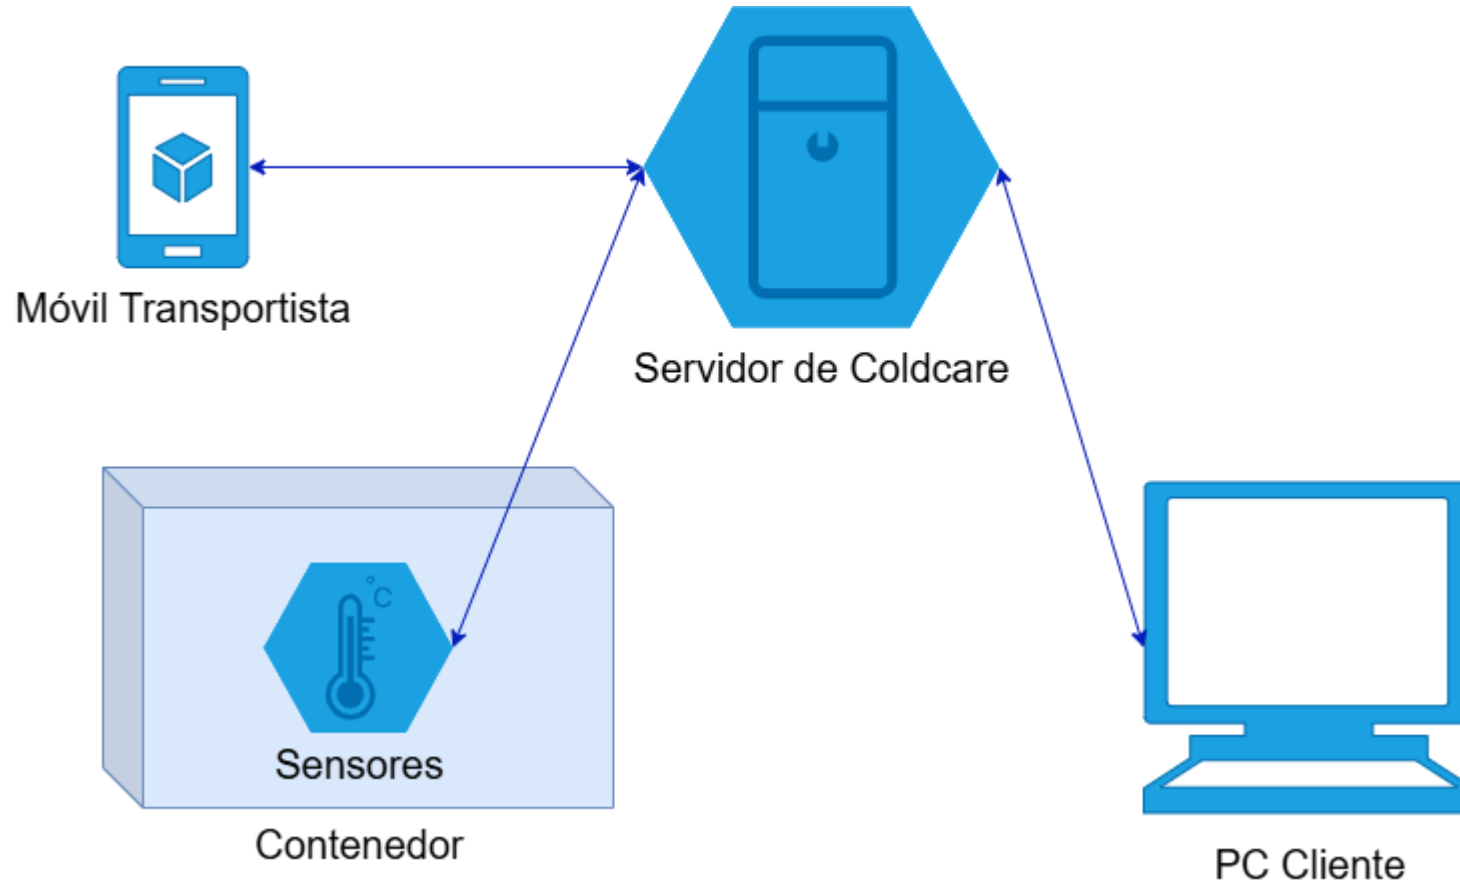 Móvil Transportista
Servidor de Coldcare
°C
Sensores
Contenedor
PC Cliente